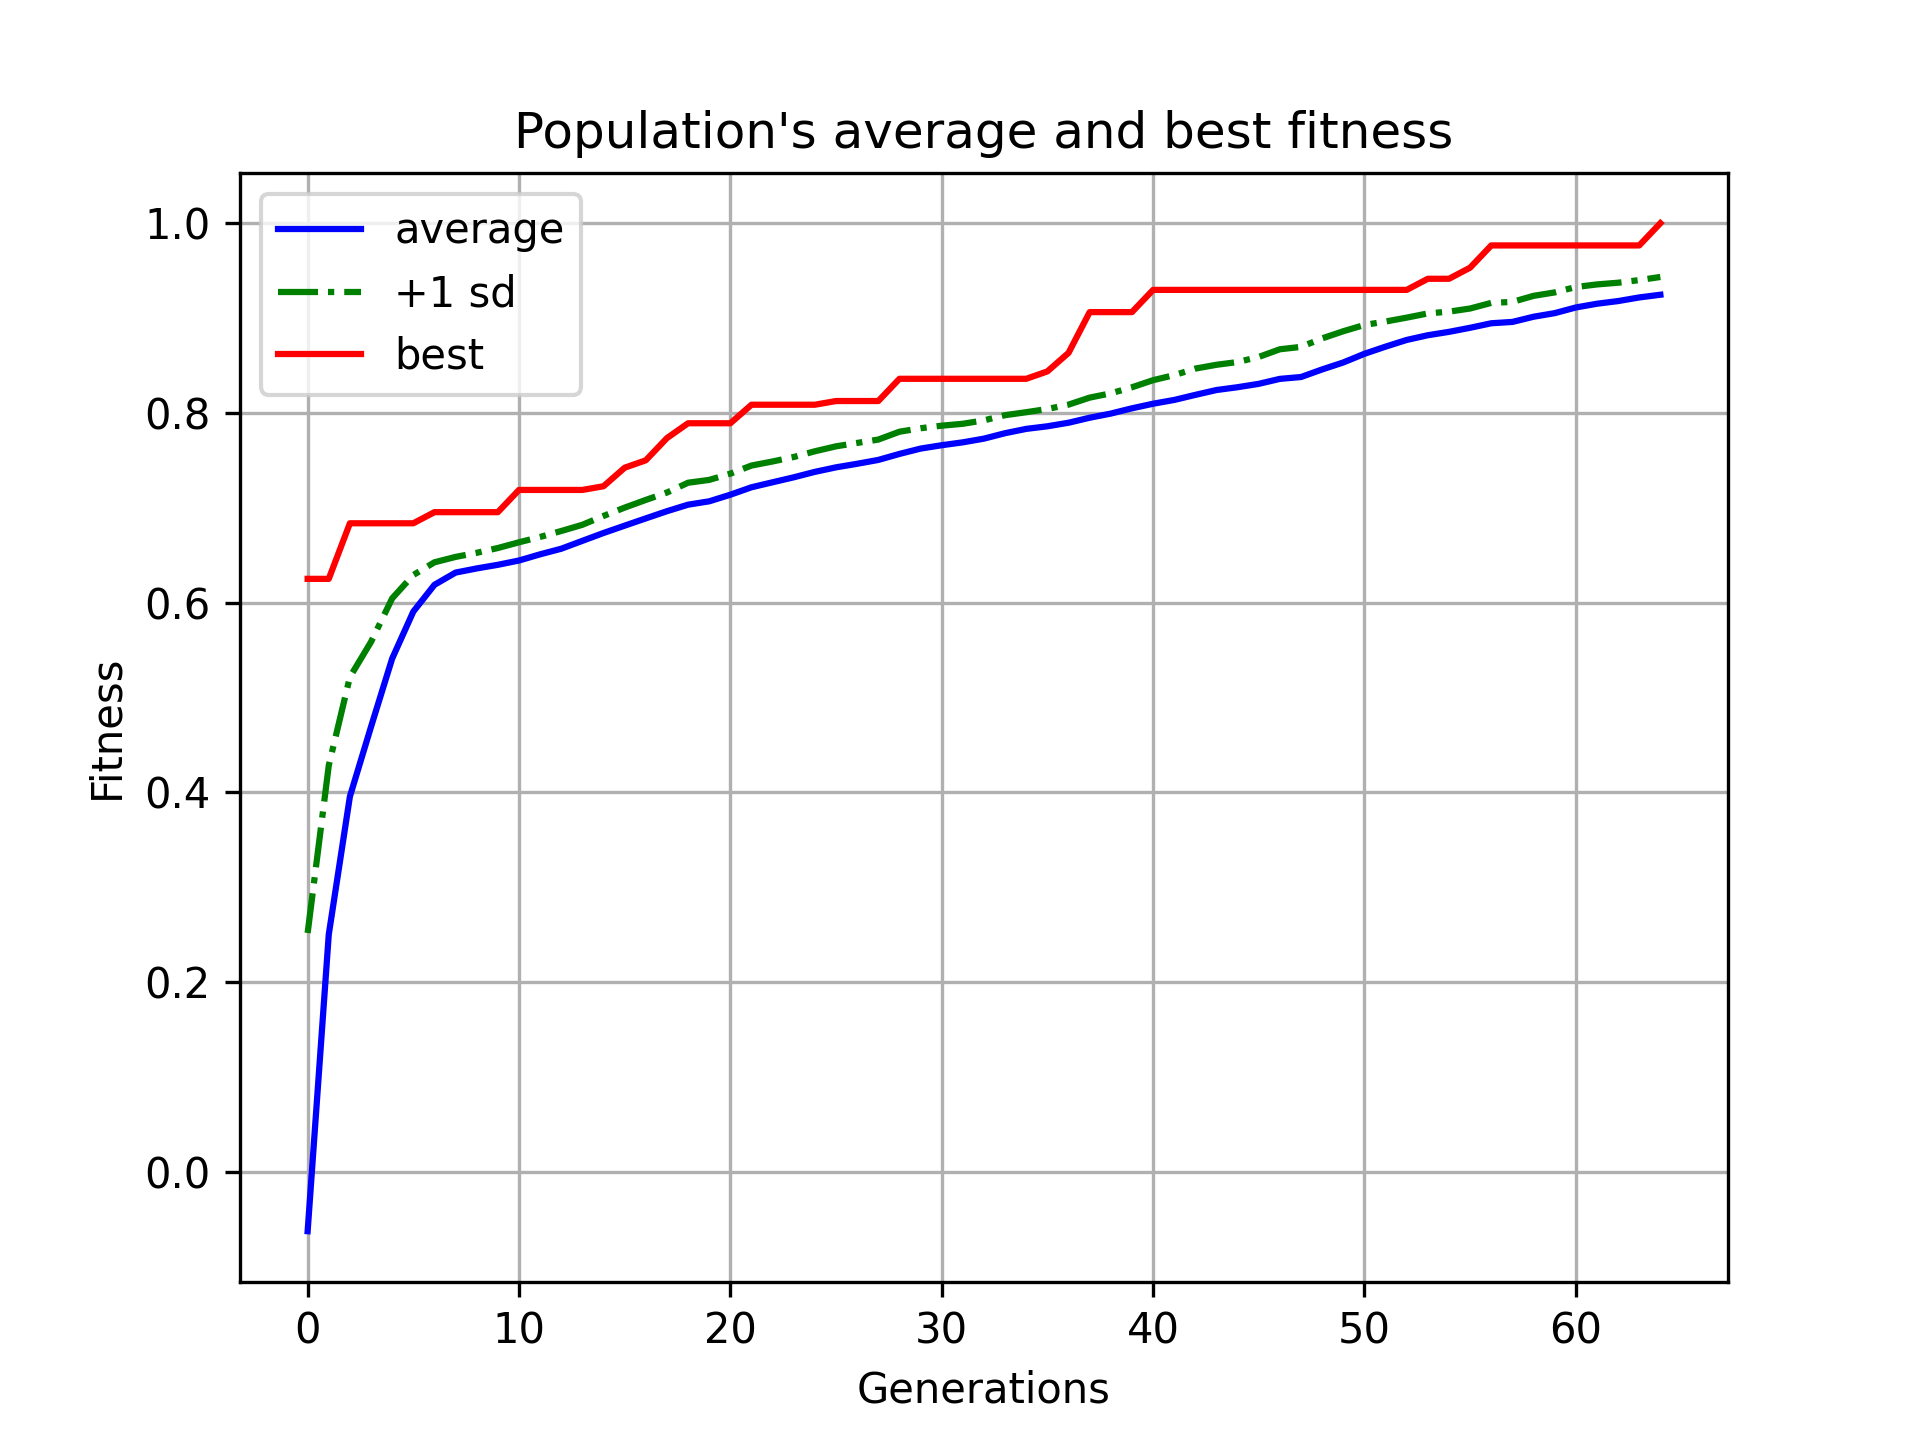 Population's average and best fitness
average
+1 sd
best
1.0
0.8
0.6
0.4
0.2
0.0
Fitness
0 10 20 30 40 50 60
Generations